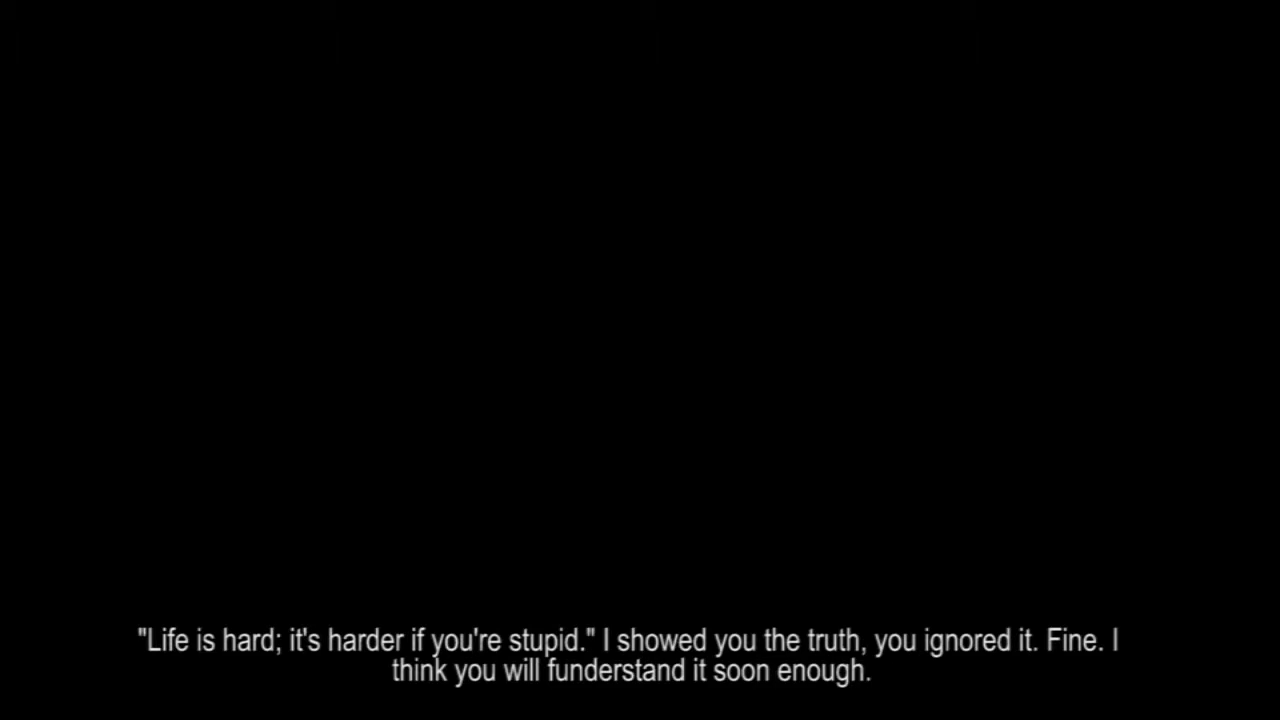 "Life is hard; it's harder if you're stupid." I showed you the truth, you ignored it. Fine. I
think you will funderstand it soon enough.